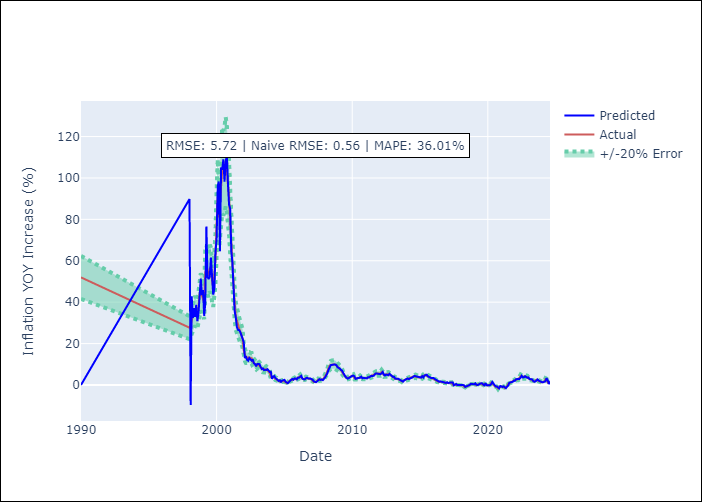 RMSE: 5.72 | Naive RMSE: 0.56 | MAPE: 36.01%
Predicted
Actual
+/-20% Error
Inflation YOY Increase (%)
120
100
80
60
40
20
0
1990
2000
2010
2020
Date